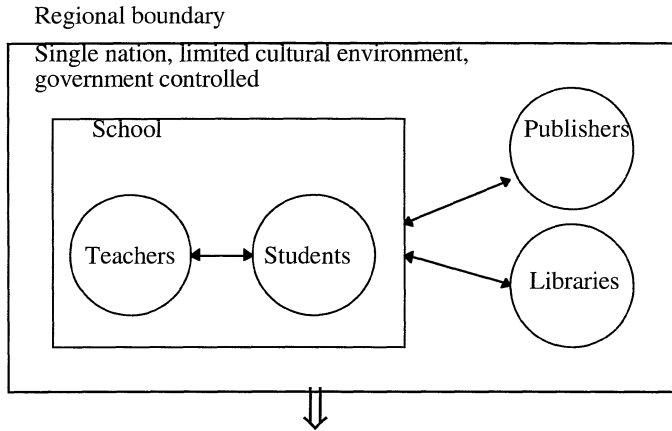 Regional boundary
Single nation, limited cultural environment,
government controlled
School
Publishers
Teachers
Students
Libraries